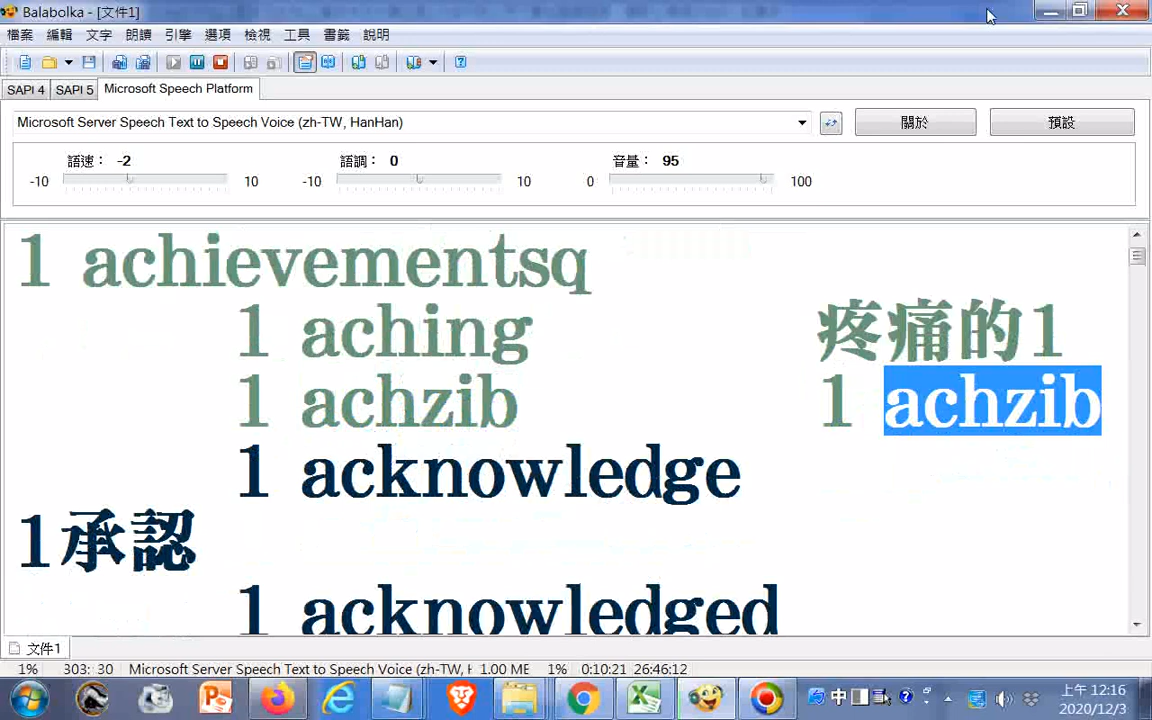 Balabolka - [文件1]
檔案 編輯 文字 朗讀 引擎 選項 檢視 工具 書籤 說明
SAPI 4 SAPI 5 Microsoft Speech Platform
Microsoft Server Speech Text to Speech Voice (zh-TW, HanHan) 關於 預設
語速： -2 語調： 0 音量： 95
-10 10 -10 10 0 100
1 achievementsq
1 aching 疼痛的1
1 achzib 1 achzib
1 acknowledge
1承認
1 acknowledged
文件1
1% 303: 30 Microsoft Server Speech Text to Speech Voice (zh-TW, H 1.00 ME 1% 0:10:21 26:46:12
中 上午 12:16
2020/12/3